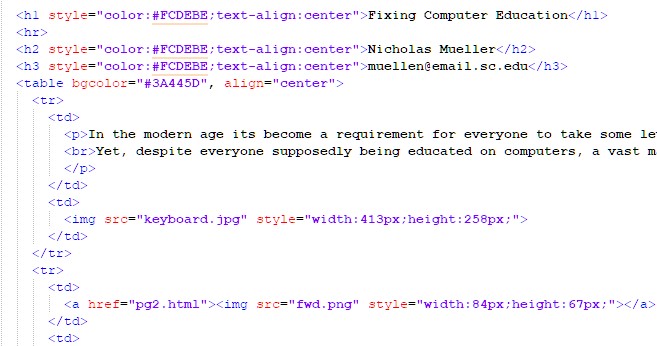 <h1 style="color:#FCDEBE;text-align:center">Fixing Computer Education</h1>
<hr>
<h2 style="color:#FCDEBE;text-align:center">Nicholas Mueller</h2>
<h3 style="color:#FCDEBE;text-align:center">muellen@email.sc.edu</h3>
<table bgcolor="#3A445D", align="center">
<tr>
<td>
<p>In the modern age its become a requirement for everyone to take some le
<br>Yet, despite everyone supposedly being educated on computers, a vast m
</p>
</td>
<td>
<img src="keyboard.jpg" style="width:413px;height:258px;">
</td>
</tr>
<tr>
<td>
<a href="pg2.html"><img src="fwd.png" style="width:84px;height:67px;"></a>
</td>
<td>